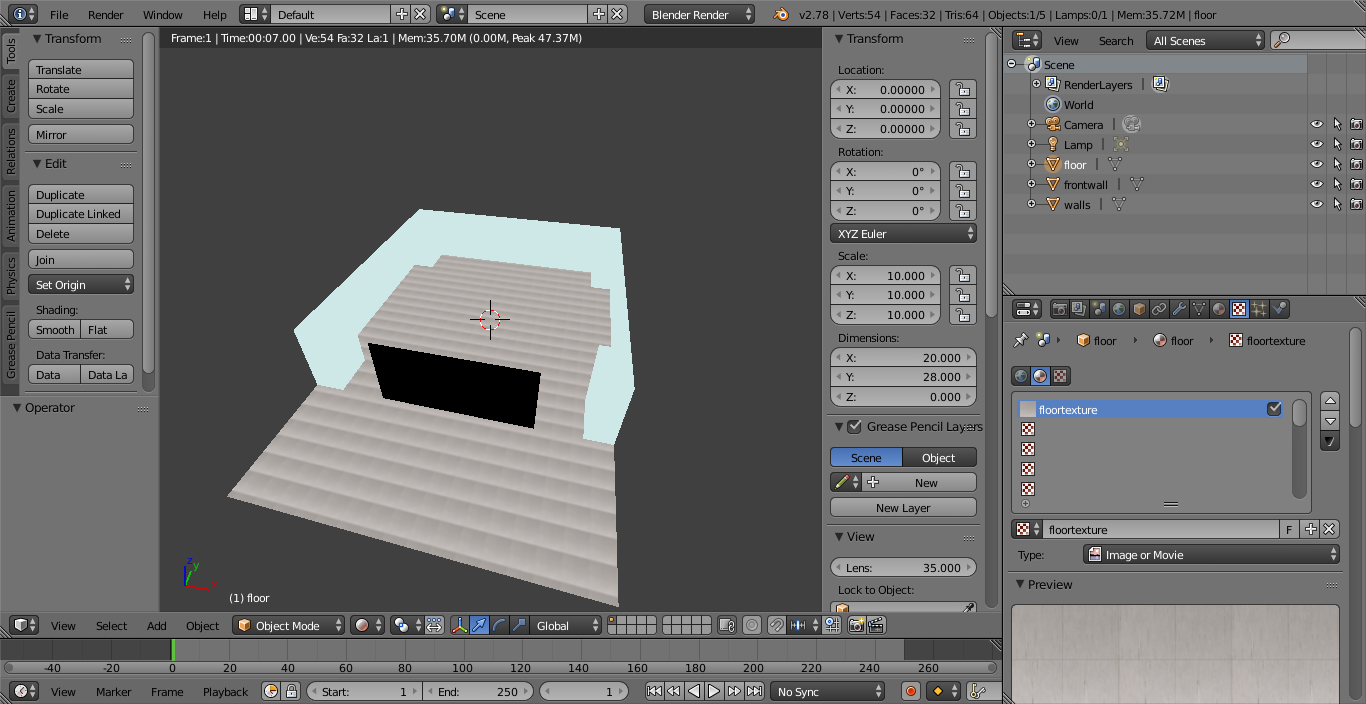 File Render Window Help Default Scene Blender Render v2.78 | Verts:54 | Faces:32 | Tris:64 | Objects:1/5 | Lamps:0/1 | Mem:35.72M | floor
Frame:1 | Time:00:07.00 | Ve:54 Fa:32 La:1 | Mem:35.70M (0.00M, Peak 47.37M)
Tools
Create
Relations
Animation
Physics
Grease Pencil
Transform
Translate
Rotate
Scale
Mirror
Edit
Duplicate
Duplicate Linked
Delete
Join
Set Origin
Shading:
Smooth Flat
Data Transfer:
Data Data La
Operator
z
y
x
(1) floor
Transform
Location:
X: 0.00000
Y: 0.00000
Z: 0.00000
Rotation:
X: 0°
Y: 0°
Z: 0°
XYZ Euler
Scale:
X: 10.000
Y: 10.000
Z: 10.000
Dimensions:
X: 20.000
Y: 28.000
Z: 0.000
Grease Pencil Layers
Scene Object
New
New Layer
View
Lens: 35.000
Lock to Object:
View Search All Scenes
Scene
RenderLayers |
World
Camera |
Lamp |
floor |
frontwall |
walls |
floor floor floortexture
floortexture
floortexture F
Type: Image or Movie
Preview
View Select Add Object Object Mode Global
-40 -20 0 20 40 60 80 100 120 140 160 180 200 220 240 260
View Marker Frame Playback Start: 1 End: 250 1 No Sync